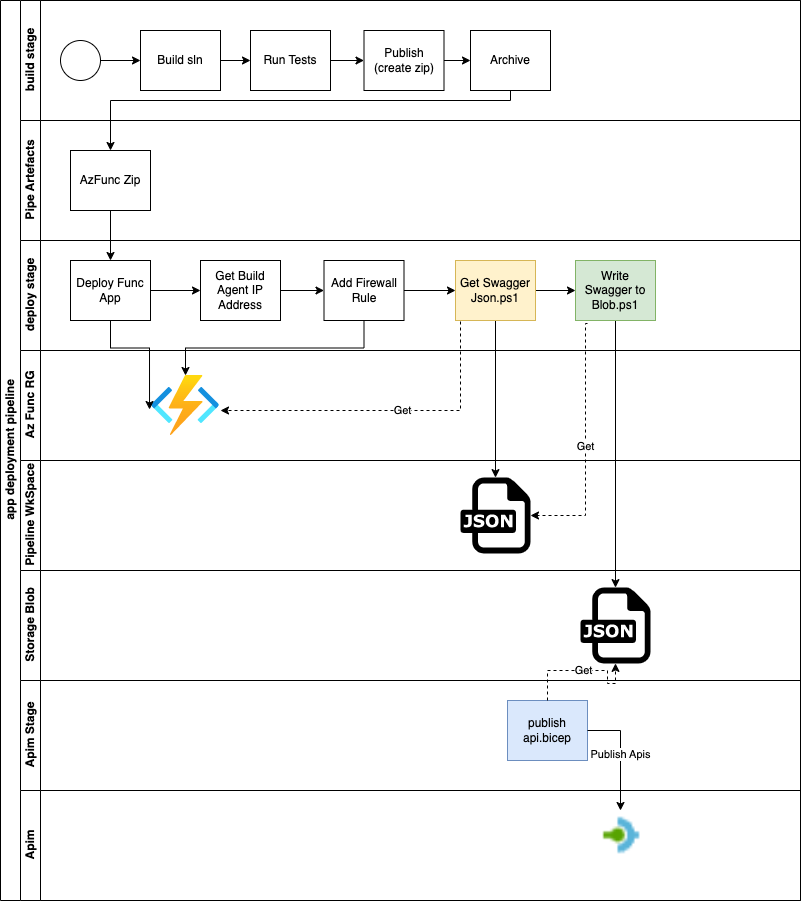 app deployment pipeline
build stage
Build sln
Run Tests
Publish
(create zip)
Archive
Pipe Artefacts
AzFunc Zip
deploy stage
Deploy Func
App
Get Build
Agent IP
Address
Add Firewall
Rule
Get Swagger
Json.ps1
Write
Swagger to
Blob.ps1
Az Func RG
Get
Get
Pipeline WkSpace
JSON
Storage Blob
JSON
Get
Apim Stage
publish
api.bicep
Publish Apis
Apim